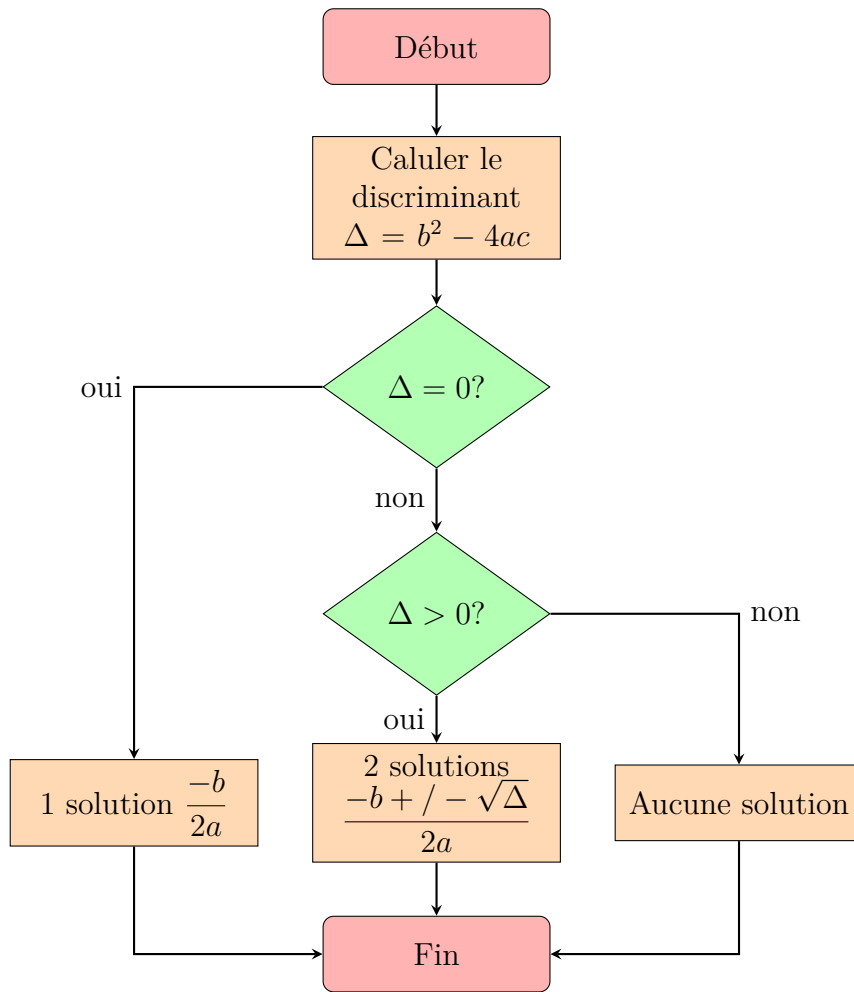 Début
Caluler le
discriminant
Δ = b² − 4ac
Δ = 0?
oui
non
Δ > 0?
non
oui
1 solution −b/2a
2 solutions
−b + / − √Δ
2a
Aucune solution
Fin